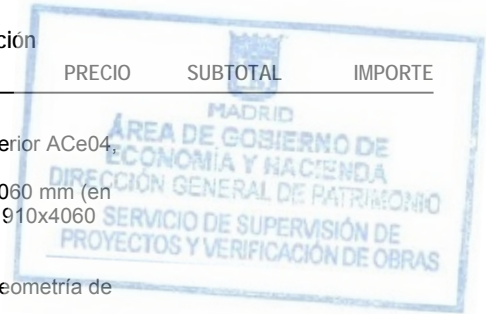 ción
PRECIO SUBTOTAL IMPORTE
MADRID
erior ACe04,
ÁREA DE GOBIERNO DE
ECONOMÍA Y HACIENDA
060 mm (en
DIRECCIÓN GENERAL DE PATRIMONIO
910x4060
SERVICIO DE SUPERVISIÓN DE
PROYECTOS Y VERIFICACIÓN DE OBRAS
eometría de